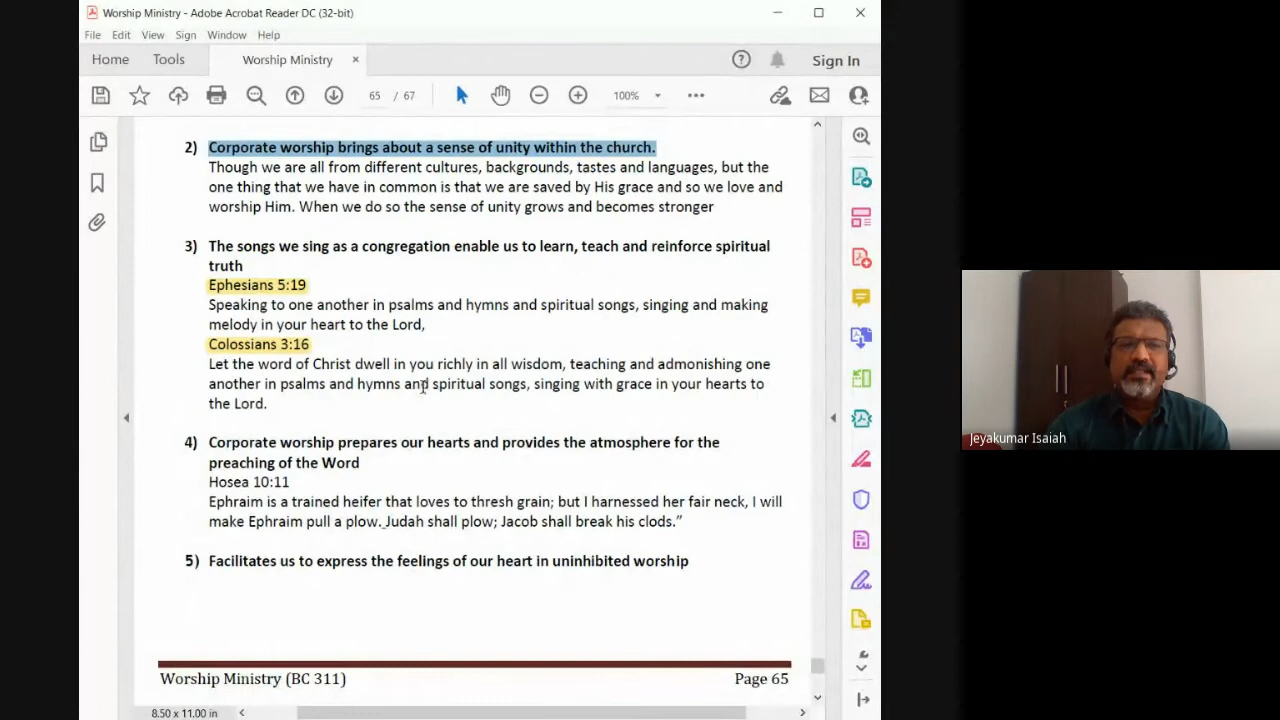 Worship Ministry - Adobe Acrobat Reader DC (32-bit)
File Edit View Sign Window Help
Home Tools Worship Ministry × Sign In
65 / 67 100%
2) Corporate worship brings about a sense of unity within the church.
Though we are all from different cultures, backgrounds, tastes and languages, but the
one thing that we have in common is that we are saved by His grace and so we love and
worship Him. When we do so the sense of unity grows and becomes stronger
3) The songs we sing as a congregation enable us to learn, teach and reinforce spiritual
truth
Ephesians 5:19
Speaking to one another in psalms and hymns and spiritual songs, singing and making
melody in your heart to the Lord,
Colossians 3:16
Let the word of Christ dwell in you richly in all wisdom, teaching and admonishing one
another in psalms and hymns and spiritual songs, singing with grace in your hearts to
the Lord.
4) Corporate worship prepares our hearts and provides the atmosphere for the
preaching of the Word
Hosea 10:11
Ephraim is a trained heifer that loves to thresh grain; but I harnessed her fair neck, I will
make Ephraim pull a plow. Judah shall plow; Jacob shall break his clods.”
5) Facilitates us to express the feelings of our heart in uninhibited worship
Worship Ministry (BC 311) Page 65
8.50 x 11.00 in
Jeyakumar Isaiah